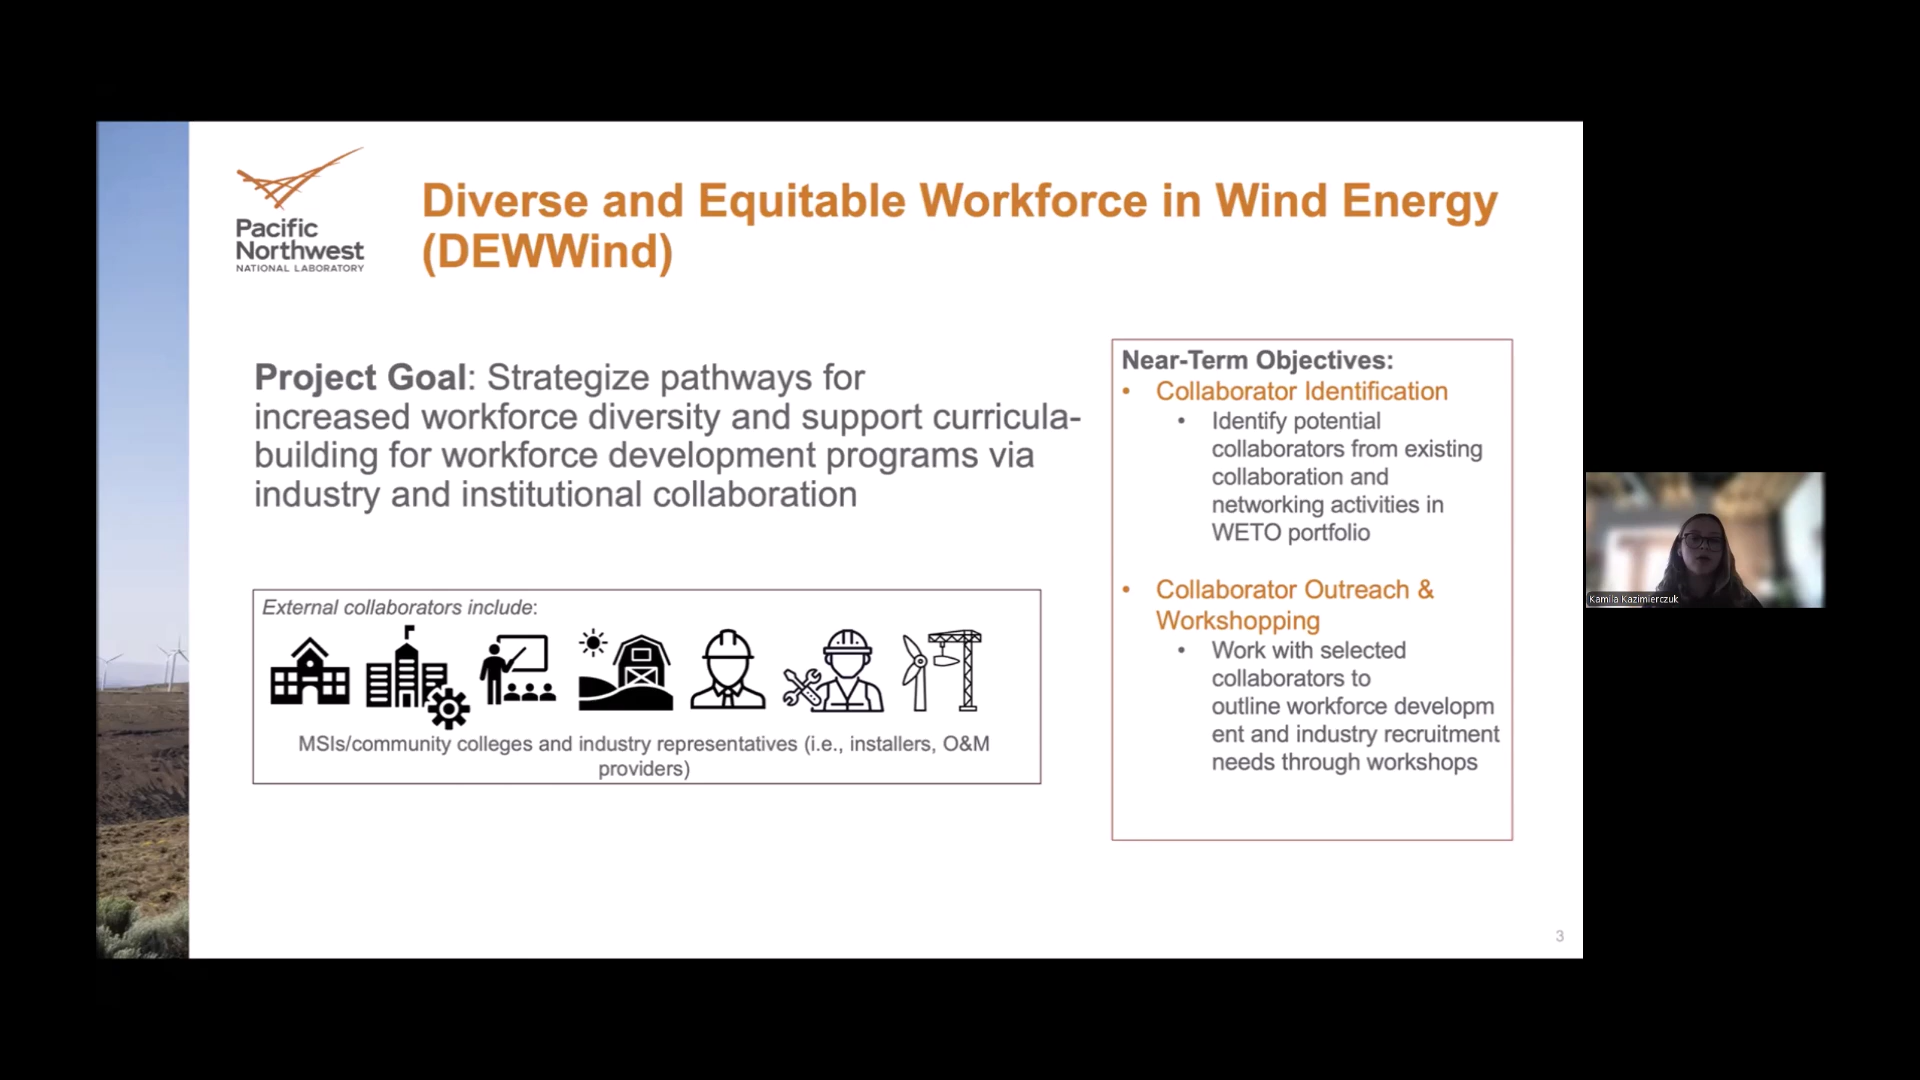 Pacific
Northwest
NATIONAL LABORATORY
Diverse and Equitable Workforce in Wind Energy
(DEWWind)
Project Goal: Strategize pathways for
increased workforce diversity and support curricula-
building for workforce development programs via
industry and institutional collaboration
External collaborators include:
MSIs/community colleges and industry representatives (i.e., installers, O&M
providers)
Near-Term Objectives:
• Collaborator Identification
• Identify potential
collaborators from existing
collaboration and
networking activities in
WETO portfolio
• Collaborator Outreach &
Workshopping
• Work with selected
collaborators to
outline workforce developm
ent and industry recruitment
needs through workshops
3
Kamila Kazimierczuk